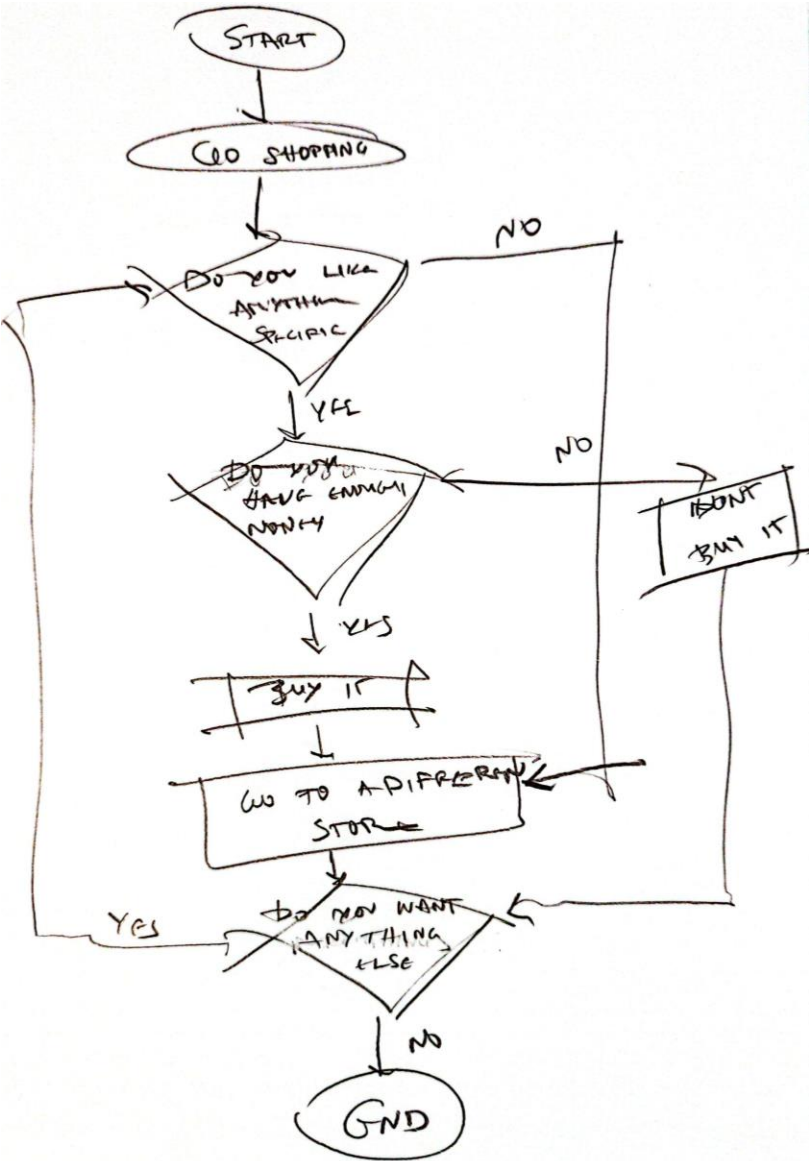 START
GO SHOPPING
NO
DO YOU LIKE
ANYTHING
SPECIFIC
YES
NO
DO YOU
HAVE ENOUGH
MONEY
DONT
BUY IT
YES
BUY IT
GO TO A DIFFEREN
STORE
DO YOU WANT
YES
ANYTHING
ELSE
NO
END